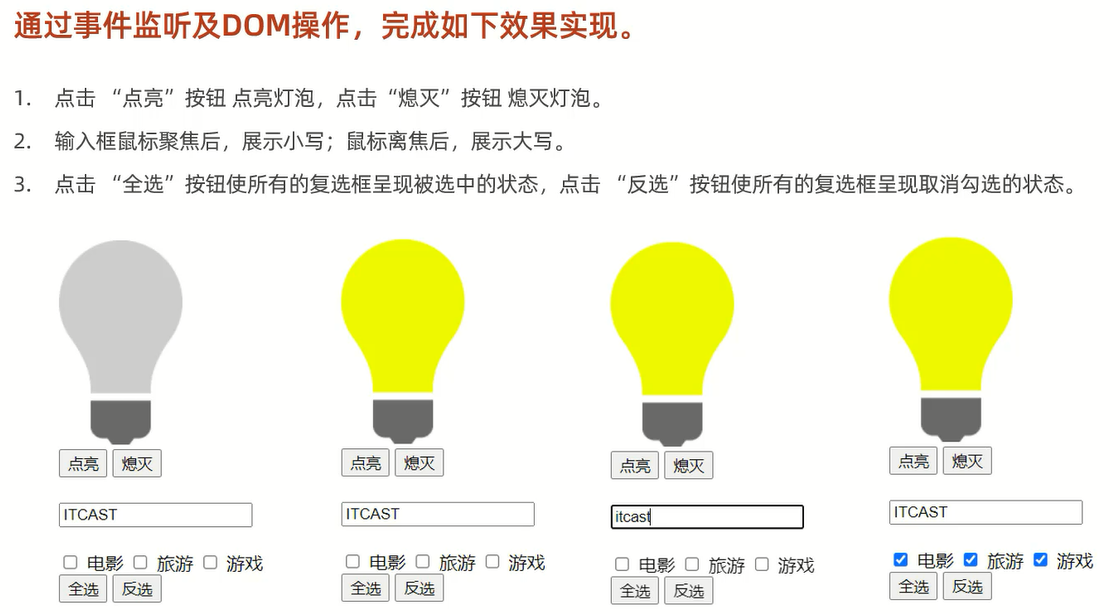 通过事件监听及DOM操作，完成如下效果实现。
1. 点击 “点亮” 按钮 点亮灯泡，点击 “熄灭” 按钮 熄灭灯泡。
2. 输入框鼠标聚焦后，展示小写；鼠标离焦后，展示大写。
3. 点击 “全选” 按钮使所有的复选框呈现被选中的状态，点击 “反选” 按钮使所有的复选框呈现取消勾选的状态。
点亮 熄灭 点亮 熄灭 点亮 熄灭 点亮 熄灭
ITCAST ITCAST itcast ITCAST
电影 旅游 游戏 电影 旅游 游戏 电影 旅游 游戏 电影 旅游 游戏
全选 反选 全选 反选 全选 反选 全选 反选